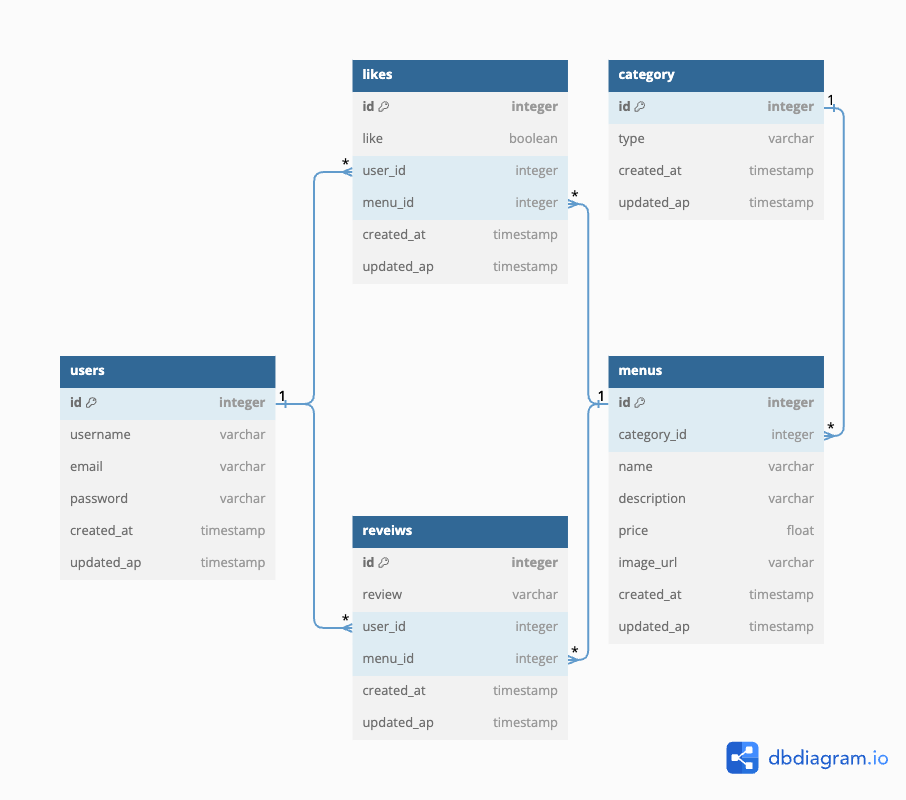 likes
id integer
like boolean
* user_id integer
menu_id integer *
created_at timestamp
updated_ap timestamp
category
id integer 1
type varchar
created_at timestamp
updated_ap timestamp
users
id integer 1
username varchar
email varchar
password varchar
created_at timestamp
updated_ap timestamp
menus
1 id integer
category_id integer *
name varchar
description varchar
price float
image_url varchar
created_at timestamp
updated_ap timestamp
reveiws
id integer
review varchar
* user_id integer
menu_id integer *
created_at timestamp
updated_ap timestamp
dbdiagram.io